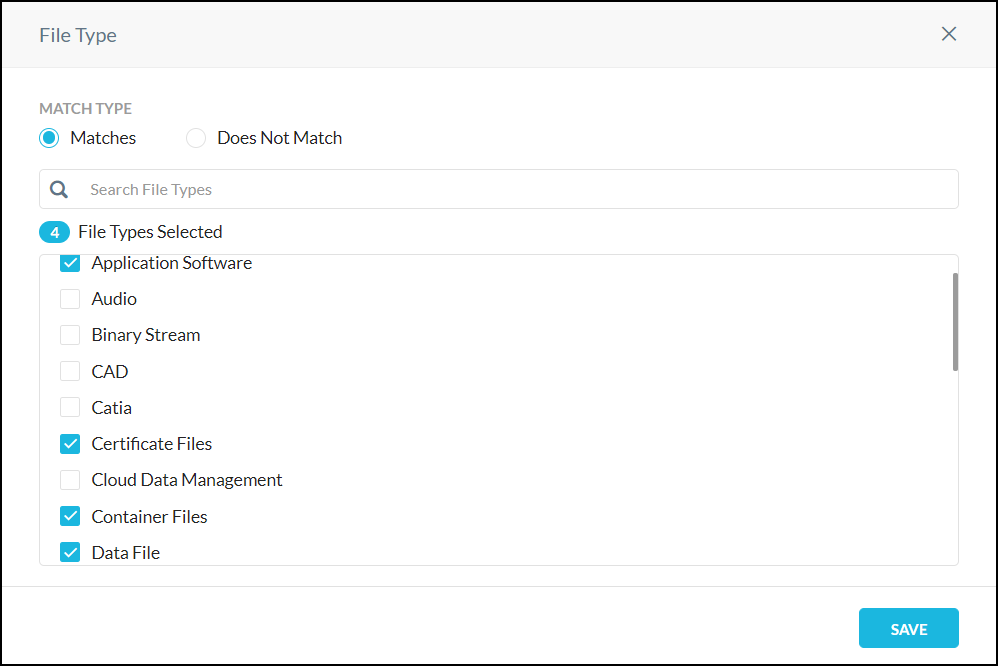 File Type
MATCH TYPE
Matches
Does Not Match
Search File Types
4 File Types Selected
Application Software
Audio
Binary Stream
CAD
Catia
Certificate Files
Cloud Data Management
Container Files
Data File
SAVE